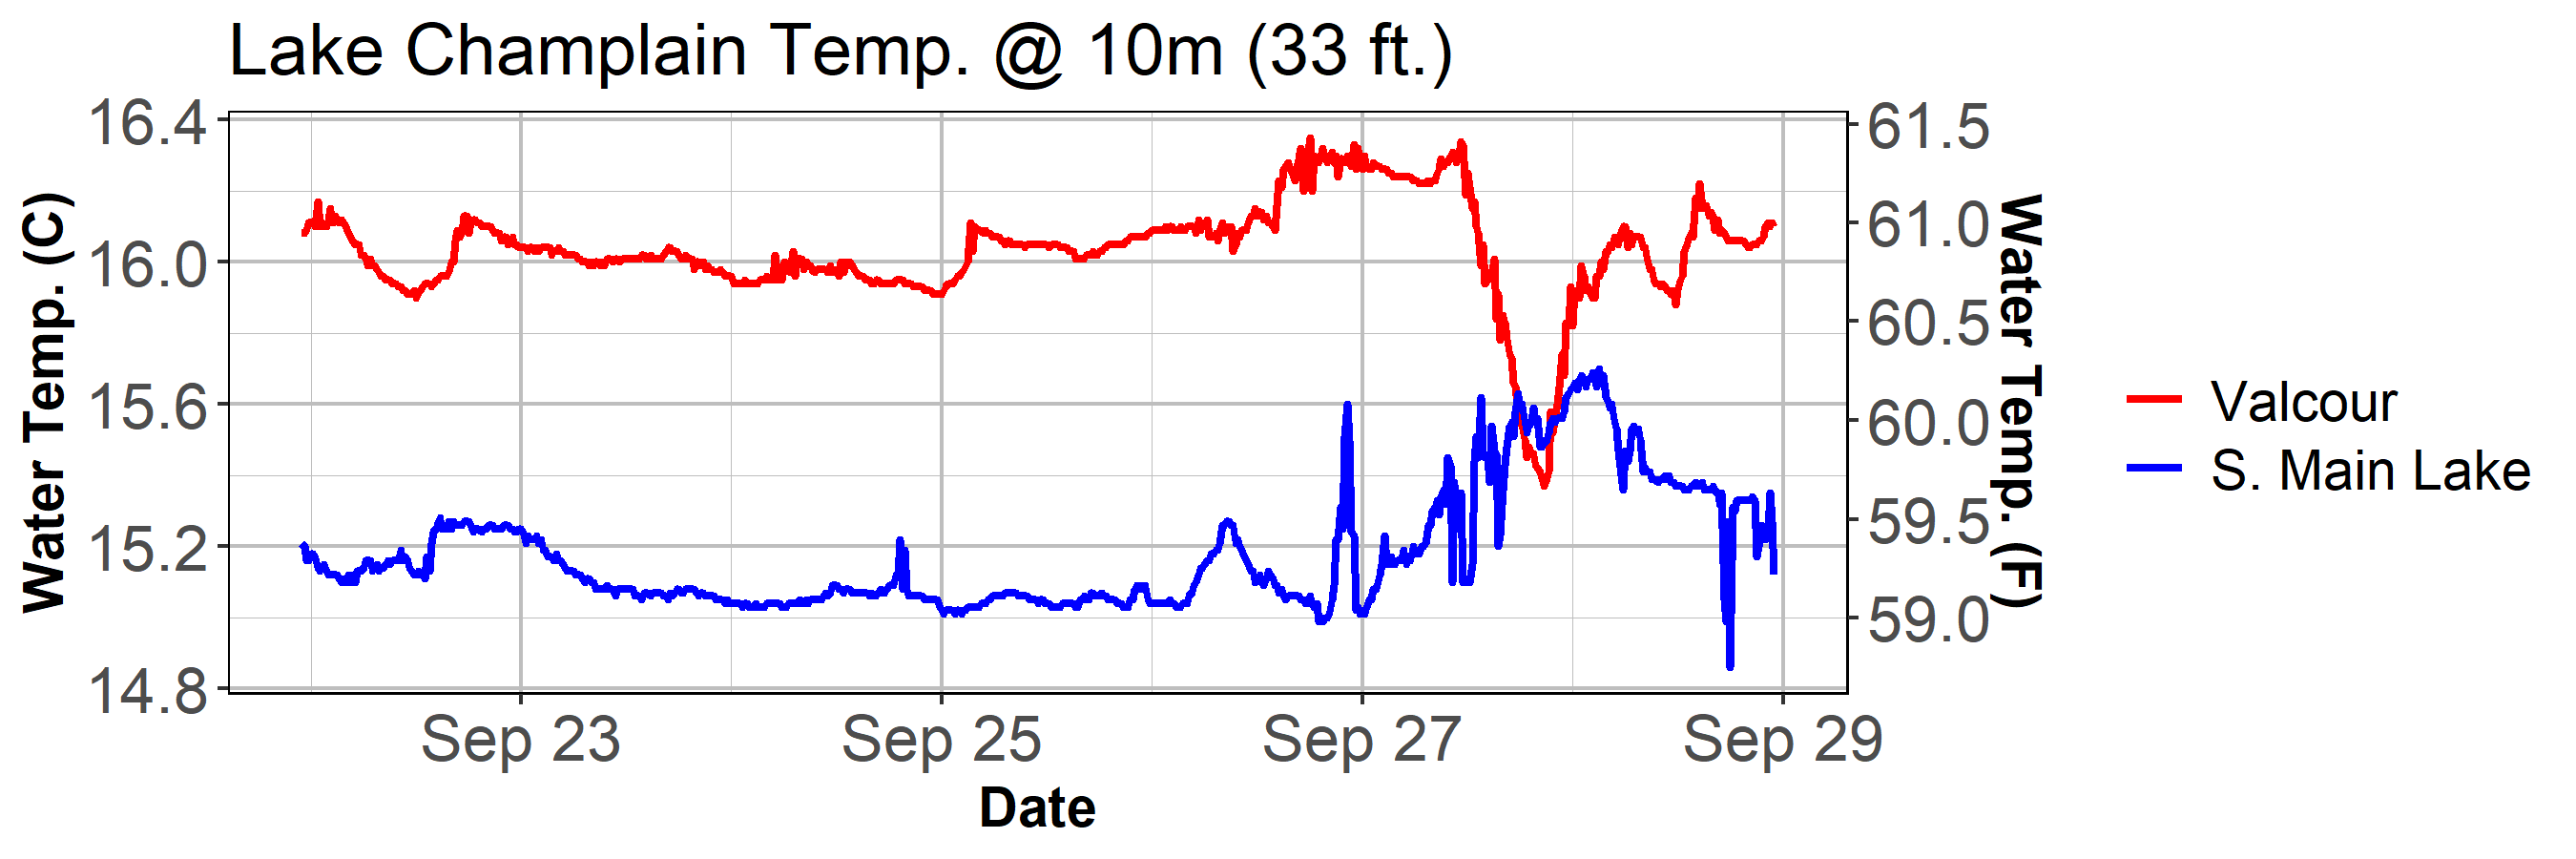 Lake Champlain Temp. @ 10m (33 ft.)
Water Temp. (C)
16.4
16.0
15.6
15.2
14.8
61.5
61.0
60.5
60.0
59.5
59.0
Water Temp. (F)
Valcour
S. Main Lake
Sep 23
Sep 25
Sep 27
Sep 29
Date